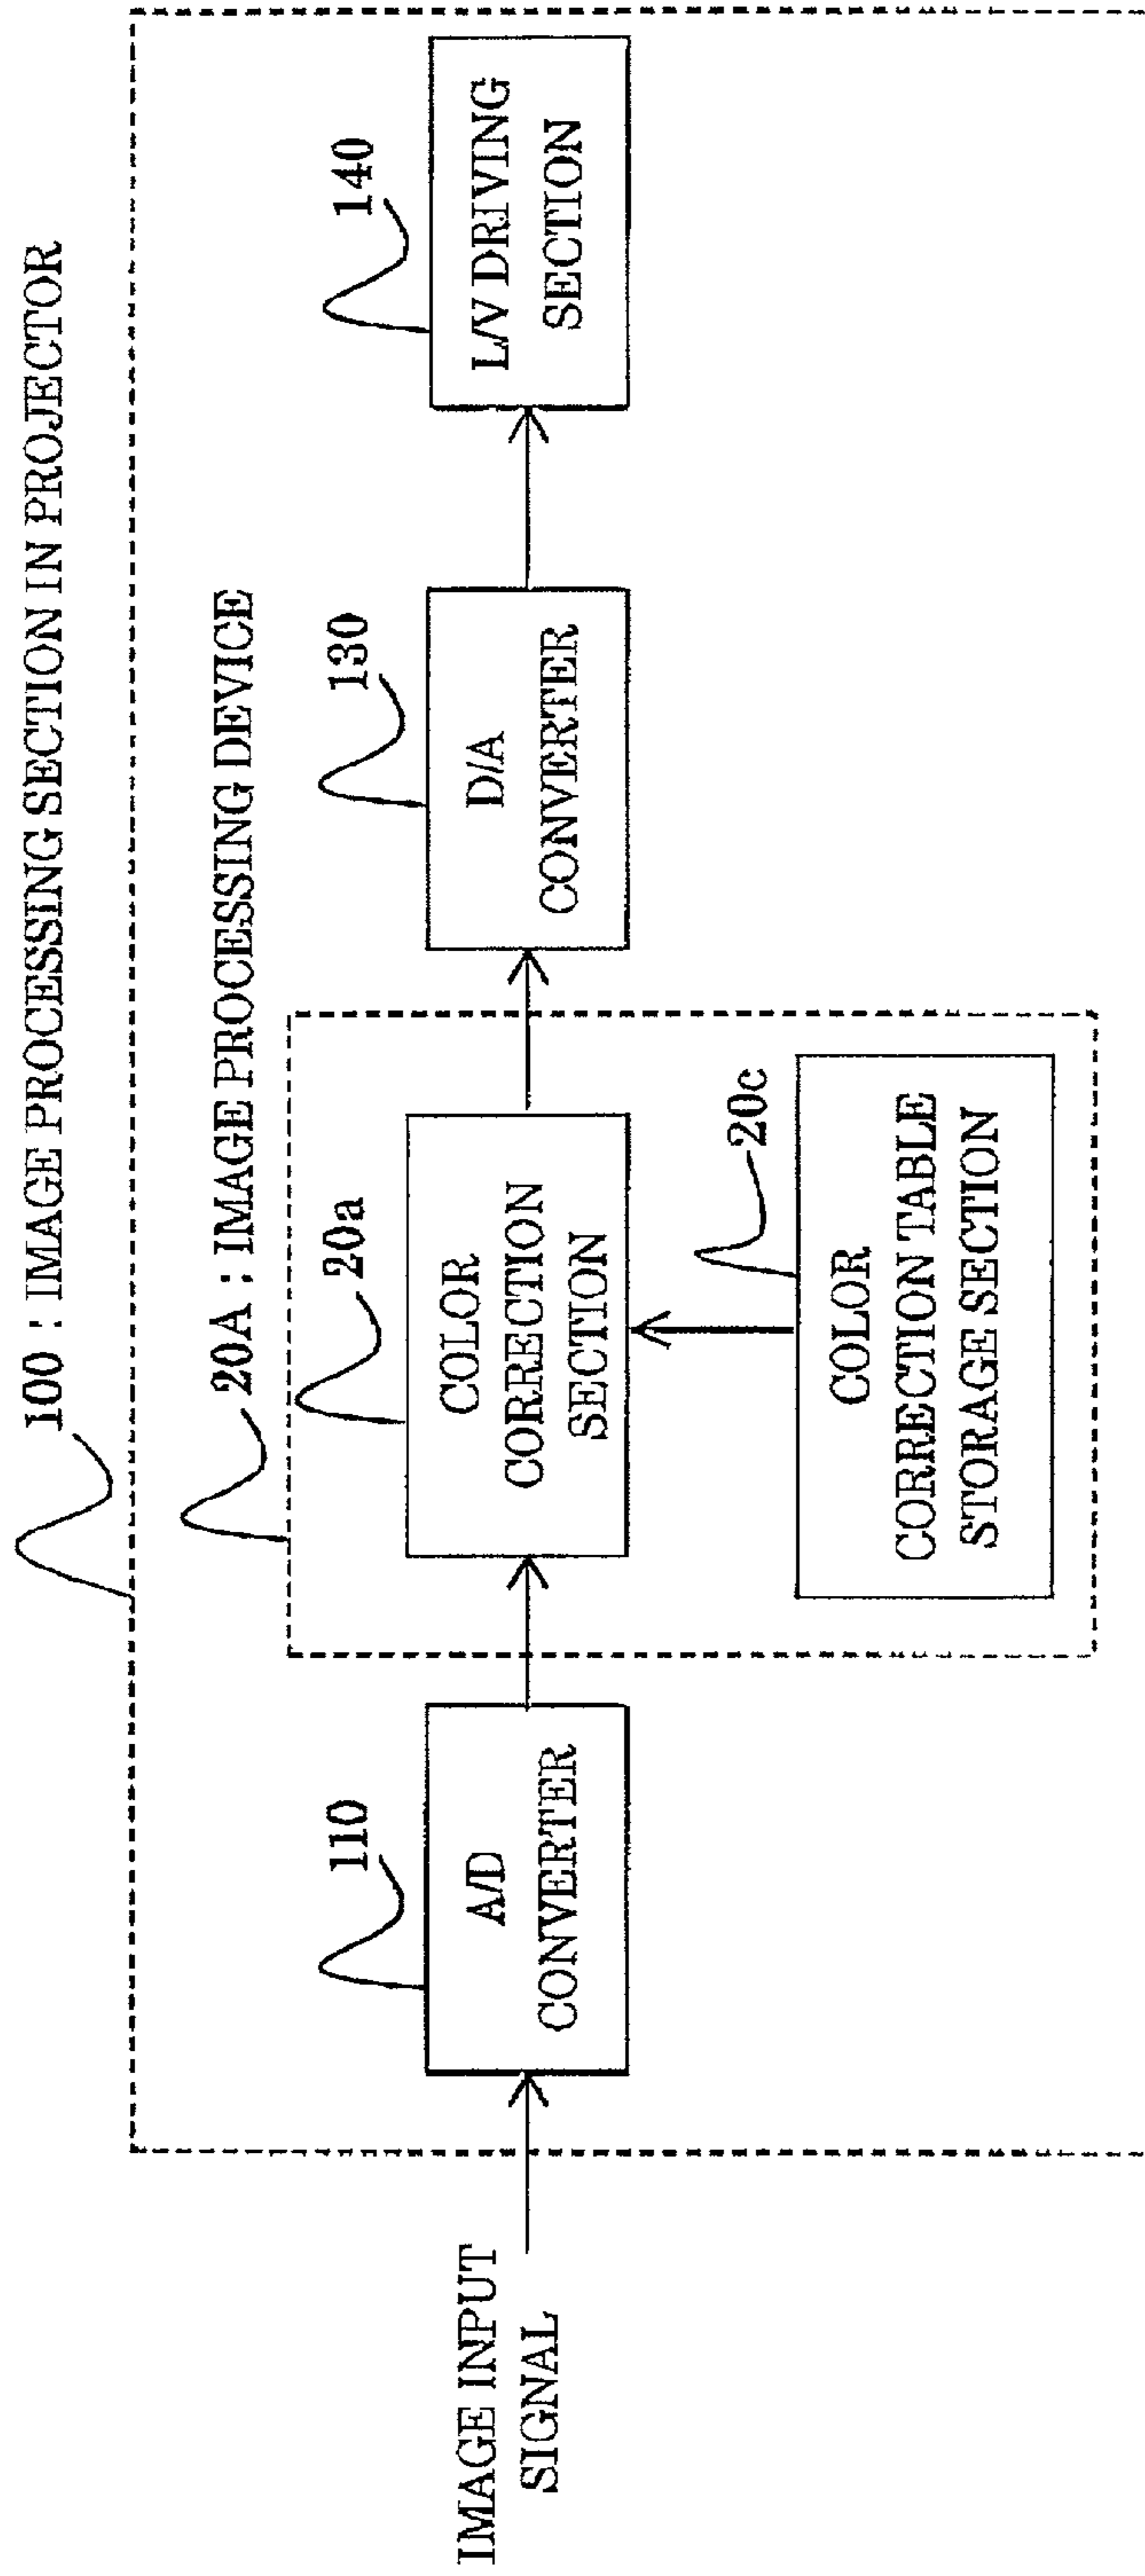 100 : IMAGE PROCESSING SECTION IN PROJECTOR
20A : IMAGE PROCESSING DEVICE
IMAGE INPUT
SIGNAL
110
A/D
CONVERTER
20a
COLOR
CORRECTION
SECTION
20c
COLOR
CORRECTION TABLE
STORAGE SECTION
130
D/A
CONVERTER
140
L/V DRIVING
SECTION